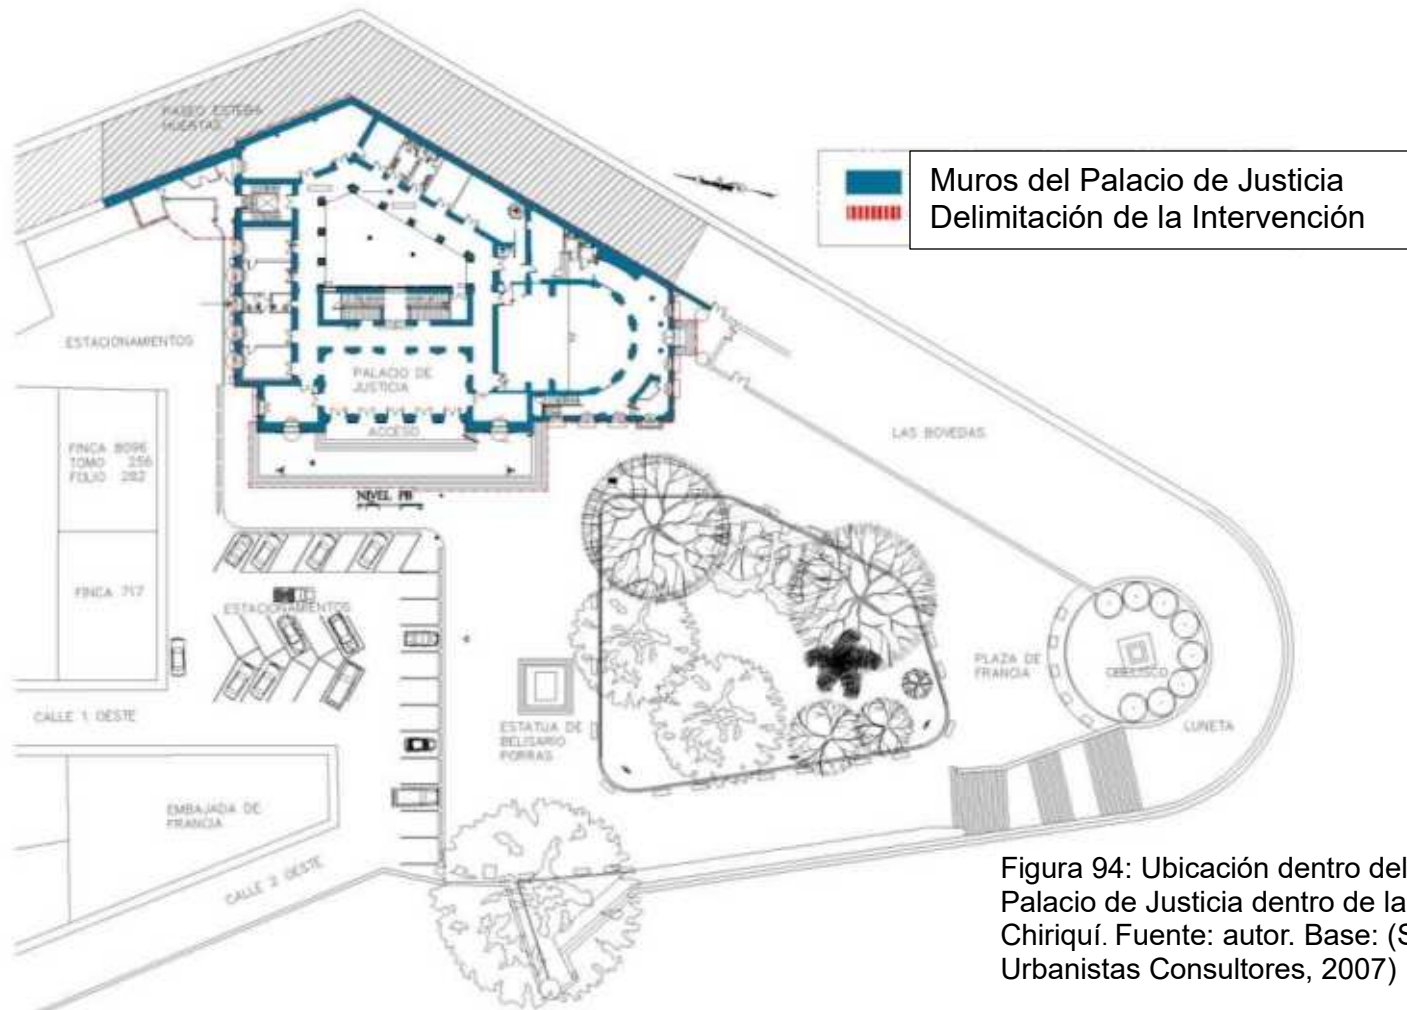 PASEO ESTEBA
HUERTAS
Muros del Palacio de Justicia
Delimitación de la Intervención
ESTACIONAMIENTOS
PALACIO DE
JUSTICIA
ACCESO
FINCA 8096
TOMO 256
FOLIO 282
LAS BOVEDAS
NIVEL PB
FINCA 717
ESTACIONAMIENTOS
PLAZA DE
FRANCIA
OBELISCO
CALLE 1 OESTE
ESTATUA DE
BELISARIO
PORRAS
LUNETA
EMBAJADA DE
FRANCIA
CALLE 2 OESTE
Figura 94: Ubicación dentro del
Palacio de Justicia dentro de la
Chiriquí. Fuente: autor. Base: (S
Urbanistas Consultores, 2007)